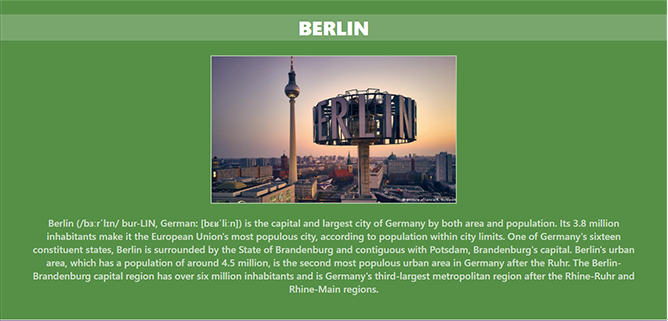 BERLIN
ERLIN
Berlin (/bɜːrˈlɪn/ bur-LIN, German: [bɛʁˈliːn]) is the capital and largest city of Germany by both area and population. Its 3.8 million
inhabitants make it the European Union's most populous city, according to population within city limits. One of Germany's sixteen
constituent states, Berlin is surrounded by the State of Brandenburg and contiguous with Potsdam, Brandenburg's capital. Berlin's urban
area, which has a population of around 4.5 million, is the second most populous urban area in Germany after the Ruhr. The Berlin-
Brandenburg capital region has over six million inhabitants and is Germany's third-largest metropolitan region after the Rhine-Ruhr and
Rhine-Main regions.